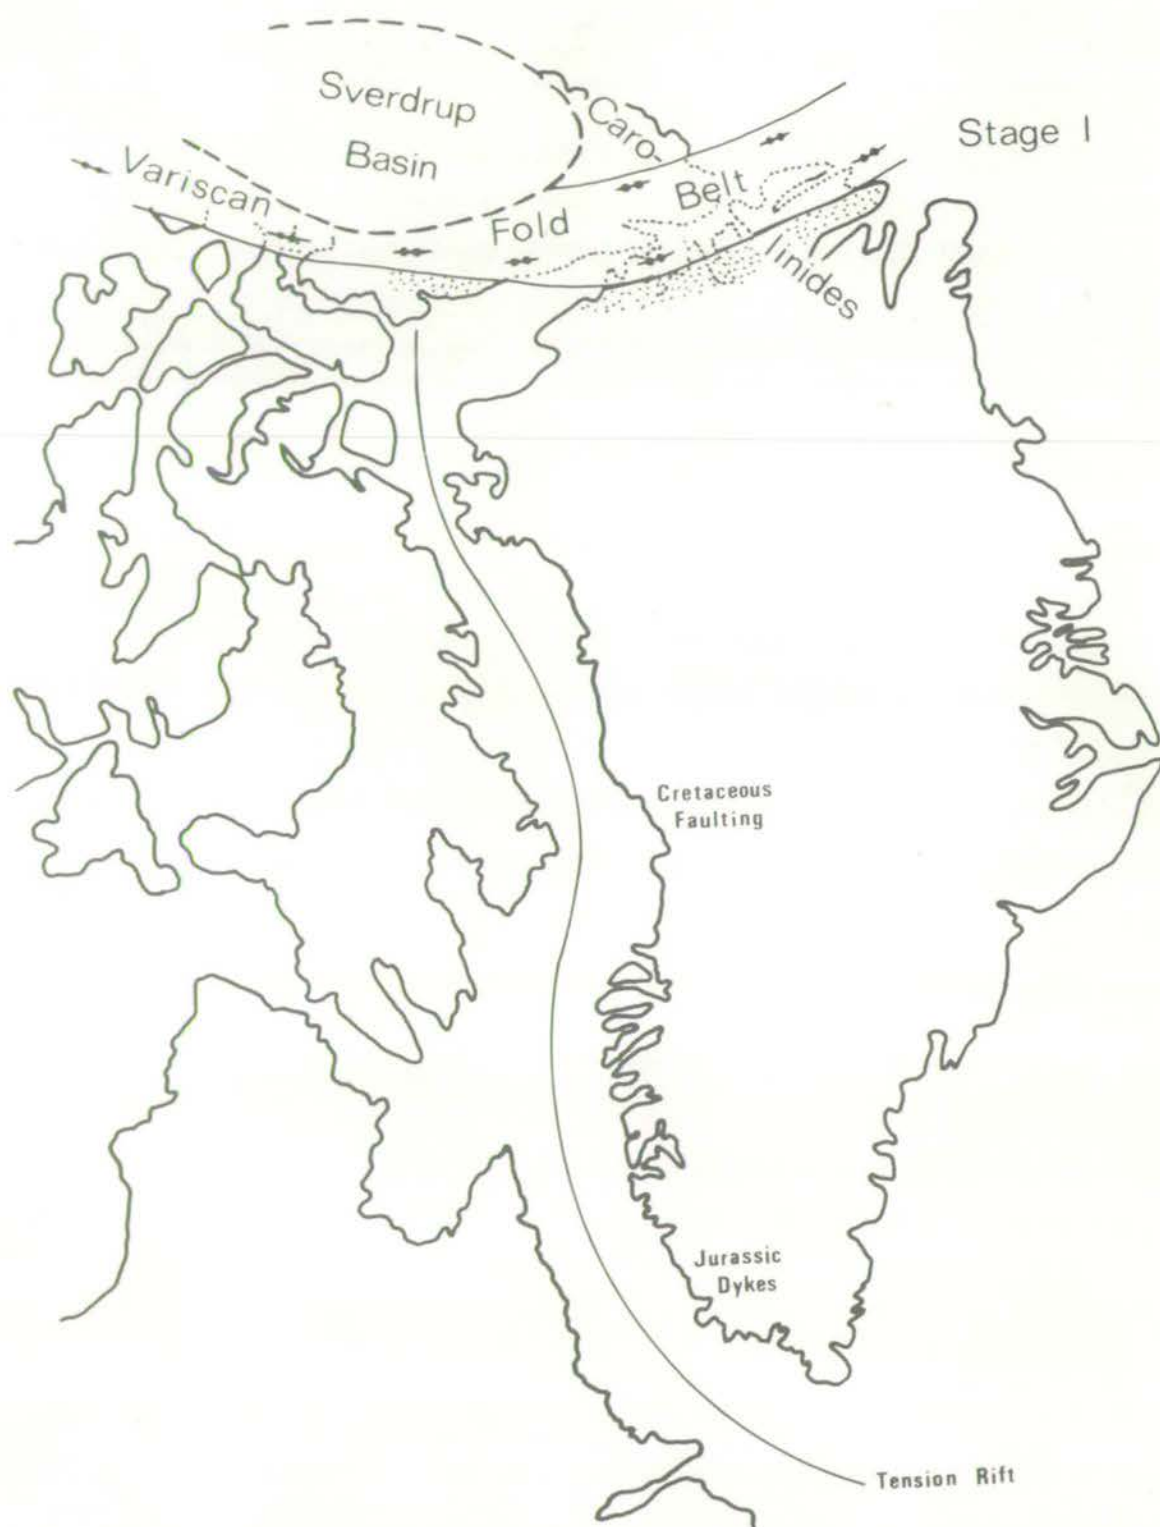 Sverdrup
Basin
Caro-
linides
Stage I
Variscan Fold Belt
Cretaceous
Faulting
Jurassic
Dykes
Tension Rift